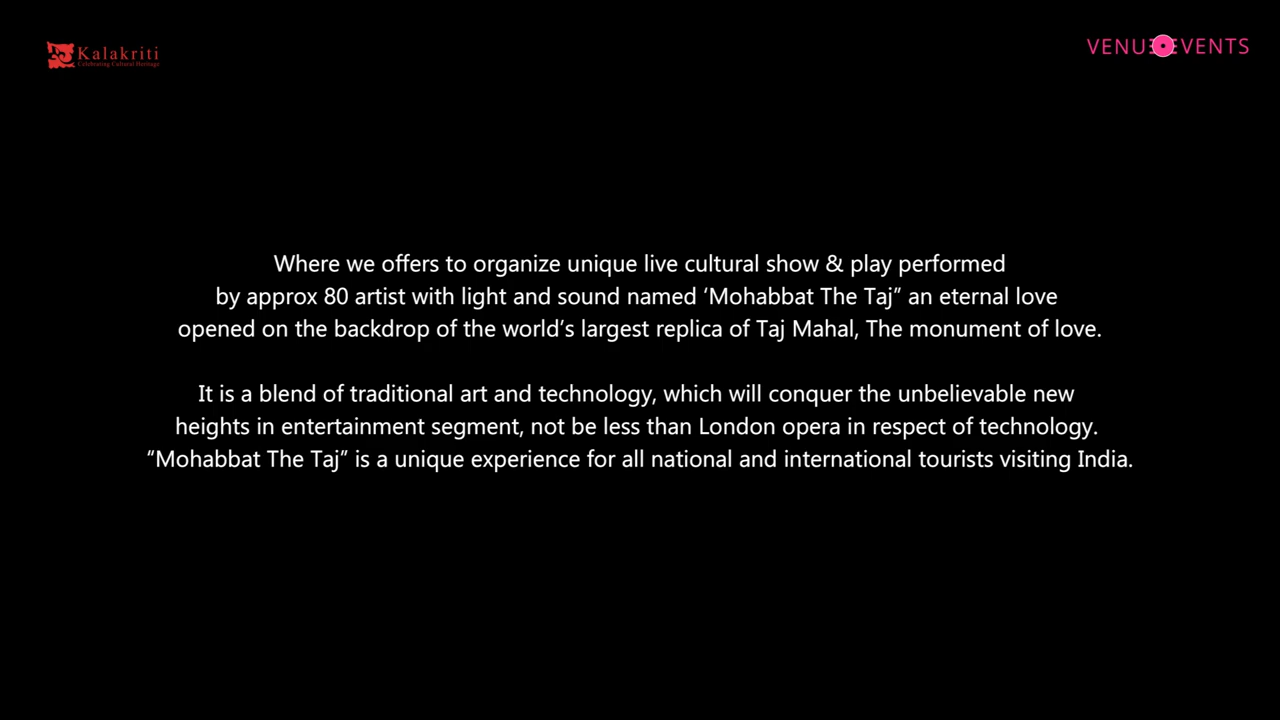 Kalakriti
Celebrating Cultural Heritage
VENUE EVENTS
Where we offers to organize unique live cultural show & play performed
by approx 80 artist with light and sound named ‘Mohabbat The Taj” an eternal love
opened on the backdrop of the world’s largest replica of Taj Mahal, The monument of love.
It is a blend of traditional art and technology, which will conquer the unbelievable new
heights in entertainment segment, not be less than London opera in respect of technology.
“Mohabbat The Taj” is a unique experience for all national and international tourists visiting India.